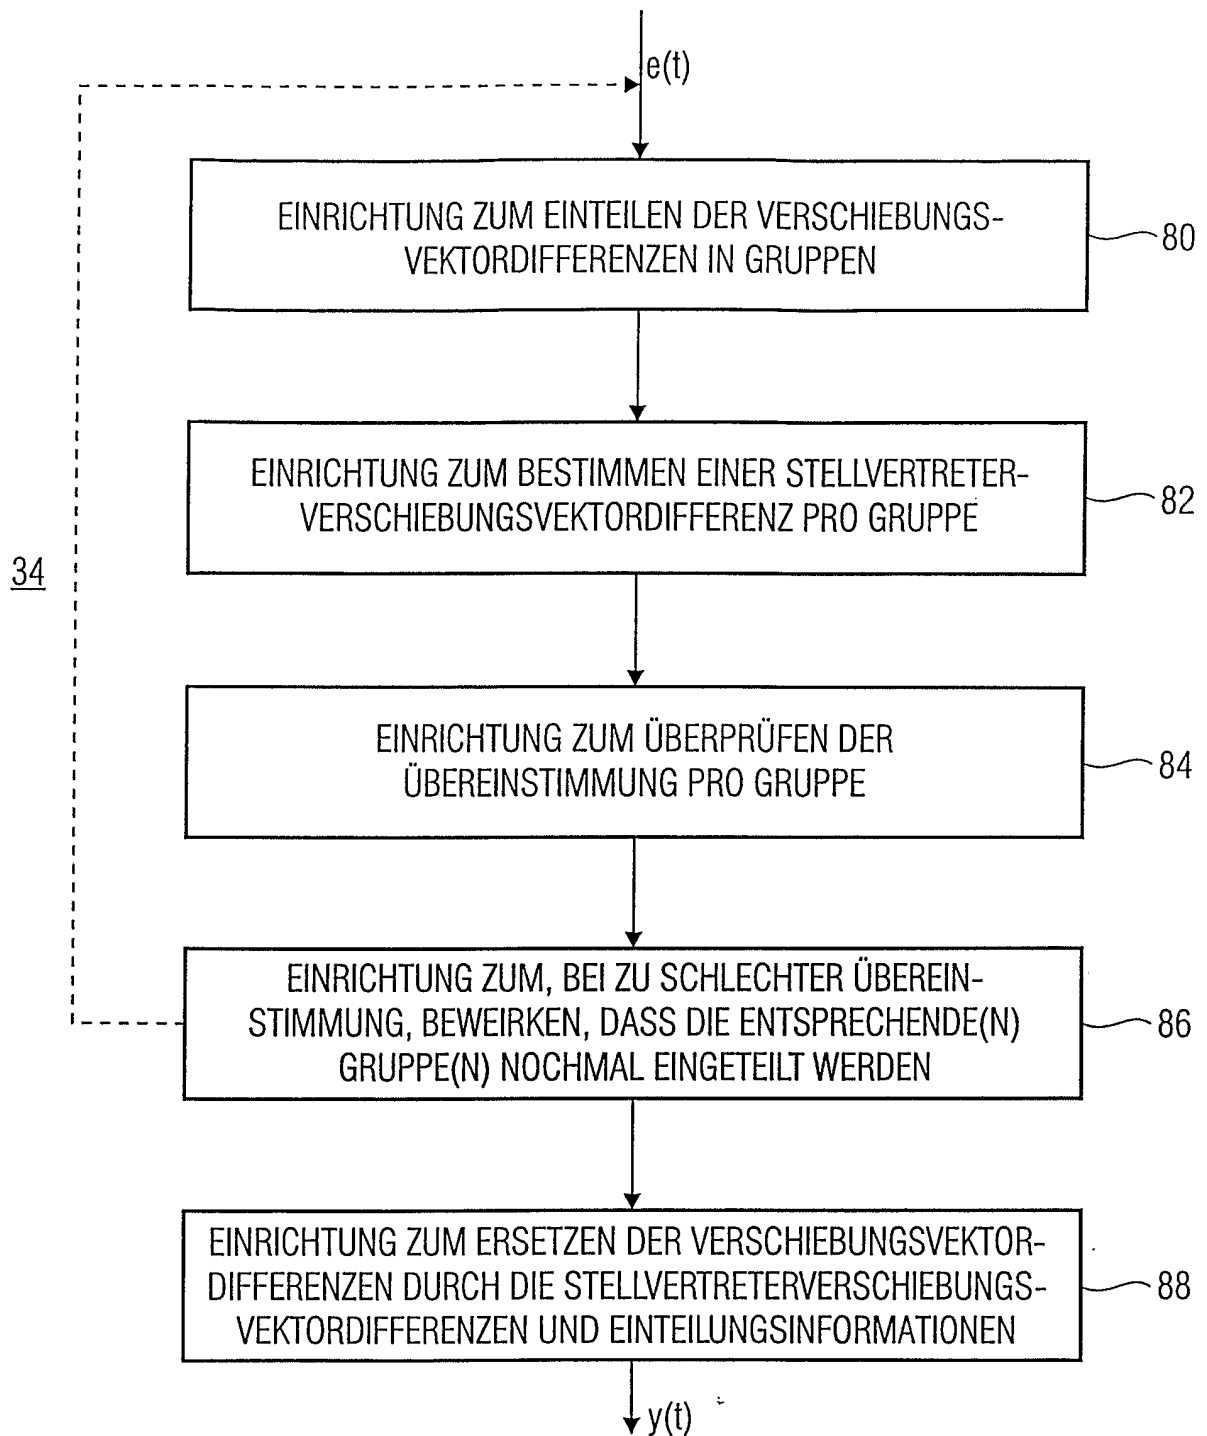 e(t)
EINRICHTUNG ZUM EINTEILEN DER VERSCHIEBUNGS-
VEKTORDIFFERENZEN IN GRUPPEN
80
EINRICHTUNG ZUM BESTIMMEN EINER STELLVERTRETER-
VERSCHIEBUNGSVEKTORDIFFERENZ PRO GRUPPE
82
34
EINRICHTUNG ZUM ÜBERPRÜFEN DER
ÜBEREINSTIMMUNG PRO GRUPPE
84
EINRICHTUNG ZUM, BEI ZU SCHLECHTER ÜBEREIN-
STIMMUNG, BEWEIRKEN, DASS DIE ENTSPRECHENDE(N)
GRUPPE(N) NOCHMAL EINGETEILT WERDEN
86
EINRICHTUNG ZUM ERSETZEN DER VERSCHIEBUNGSVEKTOR-
DIFFERENZEN DURCH DIE STELLVERTRETERVERSCHIEBUNGS-
VEKTORDIFFERENZEN UND EINTEILUNGSINFORMATIONEN
88
y(t)